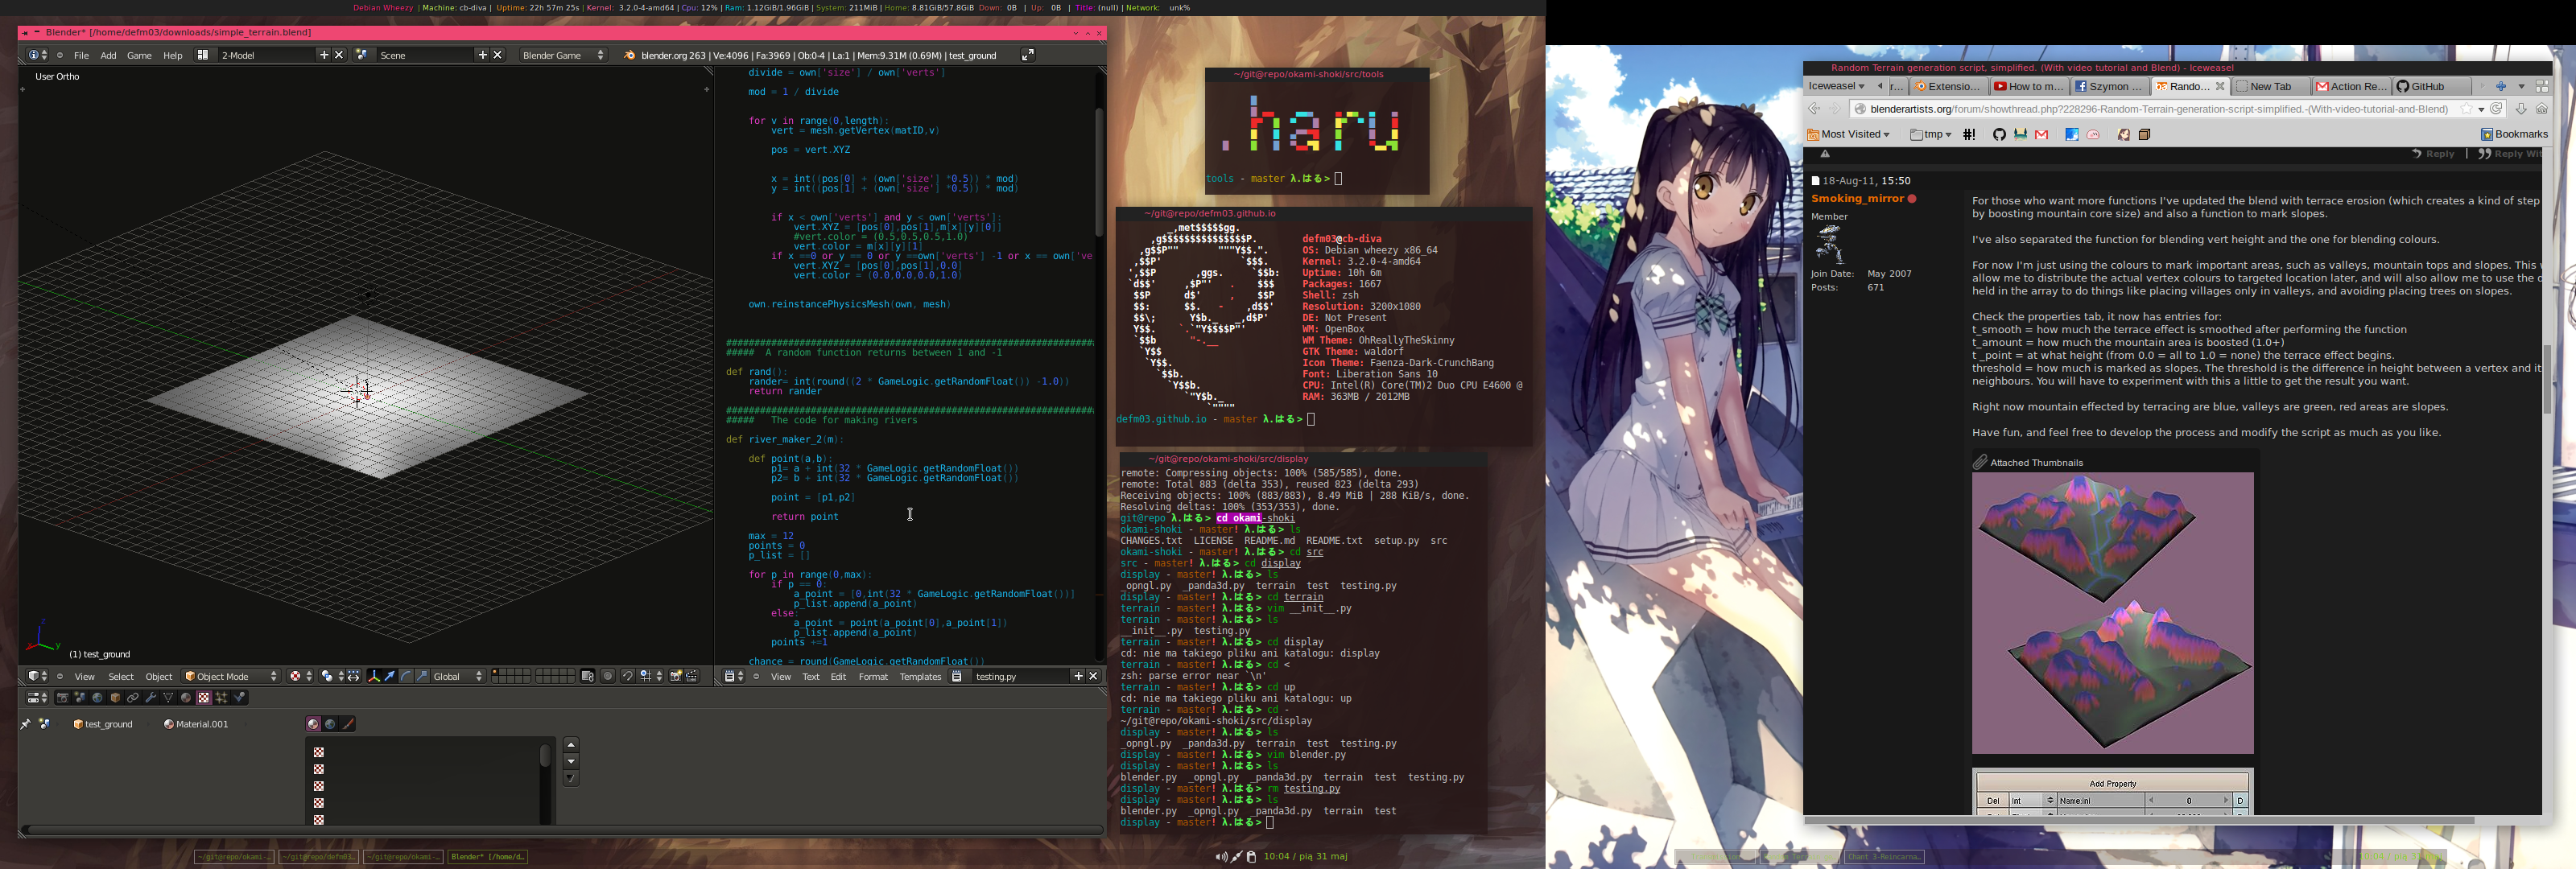 Debian Wheezy | Machine: cb-diva | Uptime: 22h 57m 25s | Kernel: 3.2.0-4-amd64 | Cpu: 12% | Ram: 1.12GiB/1.96GiB | System: 211MiB | Home: 8.81GiB/57.8GiB Down: 0B | Up: 0B | Title: (null) | Network: unk%
Blender* [/home/defm03/downloads/simple_terrain.blend]
File Add Game Help 2-Model Scene Blender Game blender.org 263 | Ve:4096 | Fa:3969 | Ob:0-4 | La:1 | Mem:9.31M (0.69M) | test_ground
User Ortho
(1) test_ground
View Select Object Object Mode Global
divide = own['size'] / own['verts']
mod = 1 / divide
for v in range(0,length):
vert = mesh.getVertex(matID,v)
pos = vert.XYZ
x = int((pos[0] + (own['size'] *0.5)) * mod)
y = int((pos[1] + (own['size'] *0.5)) * mod)
if x < own['verts'] and y < own['verts']:
vert.XYZ = [pos[0],pos[1],m[x][y][0]]
#vert.color = (0.5,0.5,0.5,1.0)
vert.color = m[x][y][1]
if x ==0 or y == 0 or y ==own['verts'] -1 or x == own['ve
vert.XYZ = [pos[0],pos[1],0.0]
vert.color = (0.0,0.0,0.0,1.0)
own.reinstancePhysicsMesh(own, mesh)
##### A random function returns between 1 and -1
def rand():
rander= int(round((2 * GameLogic.getRandomFloat()) -1.0))
return rander
##### The code for making rivers
def river_maker_2(m):
def point(a,b):
p1= a + int(32 * GameLogic.getRandomFloat())
p2= b + int(32 * GameLogic.getRandomFloat())
point = [p1,p2]
return point
max = 12
points = 0
p_list = []
for p in range(0,max):
if p == 0:
a_point = [0,int(32 * GameLogic.getRandomFloat())]
p_list.append(a_point)
else:
a_point = point(a_point[0],a_point[1])
p_list.append(a_point)
points +=1
chance = round(GameLogic.getRandomFloat())
View Text Edit Format Templates testing.py
test_ground Material.001
~/git@repo/okami-shoki/src/tools
.haru
tools - master λ.はる>
~/git@repo/defm03.github.io
defm03@cb-diva
OS: Debian wheezy x86_64
Kernel: 3.2.0-4-amd64
Uptime: 10h 6m
Packages: 1667
Shell: zsh
Resolution: 3200x1080
DE: Not Present
WM: OpenBox
WM Theme: OhReallyTheSkinny
GTK Theme: waldorf
Icon Theme: Faenza-Dark-CrunchBang
Font: Liberation Sans 10
CPU: Intel(R) Core(TM)2 Duo CPU E4600 @
RAM: 363MB / 2012MB
defm03.github.io - master λ.はる>
~/git@repo/okami-shoki/src/display
remote: Compressing objects: 100% (585/585), done.
remote: Total 883 (delta 353), reused 823 (delta 293)
Receiving objects: 100% (883/883), 8.49 MiB | 288 KiB/s, done.
Resolving deltas: 100% (353/353), done.
git@repo λ.はる> cd okami-shoki
okami-shoki - master! λ.はる> ls
CHANGES.txt LICENSE README.md README.txt setup.py src
okami-shoki - master! λ.はる> cd src
src - master! λ.はる> cd display
display - master! λ.はる> ls
_opngl.py _panda3d.py terrain test testing.py
display - master! λ.はる> cd terrain
terrain - master! λ.はる> vim __init__.py
terrain - master! λ.はる> ls
__init__.py testing.py
terrain - master! λ.はる> cd display
cd: nie ma takiego pliku ani katalogu: display
terrain - master! λ.はる> cd <
zsh: parse error near `\n'
terrain - master! λ.はる> cd up
cd: nie ma takiego pliku ani katalogu: up
terrain - master! λ.はる> cd -
~/git@repo/okami-shoki/src/display
display - master! λ.はる> ls
_opngl.py _panda3d.py terrain test testing.py
display - master! λ.はる> vim blender.py
display - master! λ.はる> ls
blender.py _opngl.py _panda3d.py terrain test testing.py
display - master! λ.はる> rm testing.py
display - master! λ.はる> ls
blender.py _opngl.py _panda3d.py terrain test
display - master! λ.はる>
~/git@repo/okami-... ~/git@repo/defm03... ~/git@repo/okami-... Blender* [/home/d...
10:04 / pią 31 maj
Random Terrain generation script, simplified. (With video tutorial and Blend) - Iceweasel
Iceweasel r... Extensio... How to m... Szymon ... Rando... New Tab Action Re... GitHub
blenderartists.org/forum/showthread.php?228296-Random-Terrain-generation-script-simplified.-(With-video-tutorial-and-Blend)
Most Visited tmp #!
Bookmarks
Reply | Reply Wit
18-Aug-11, 15:50
Smoking_mirror
Member
Join Date: May 2007
Posts: 671
For those who want more functions I've updated the blend with terrace erosion (which creates a kind of step
by boosting mountain core size) and also a function to mark slopes.
I've also separated the function for blending vert height and the one for blending colours.
For now I'm just using the colours to mark important areas, such as valleys, mountain tops and slopes. This
allow me to distribute the actual vertex colours to targeted location later, and will also allow me to use the
held in the array to do things like placing villages only in valleys, and avoiding placing trees on slopes.
Check the properties tab, it now has entries for:
t_smooth = how much the terrace effect is smoothed after performing the function
t_amount = how much the mountain area is boosted (1.0+)
t _point = at what height (from 0.0 = all to 1.0 = none) the terrace effect begins.
threshold = how much is marked as slopes. The threshold is the difference in height between a vertex and it
neighbours. You will have to experiment with this a little to get the result you want.
Right now mountain effected by terracing are blue, valleys are green, red areas are slopes.
Have fun, and feel free to develop the process and modify the script as much as you like.
Attached Thumbnails
Add Property
Del Int Name:ini 0 D
Chant 3-Reincarna...